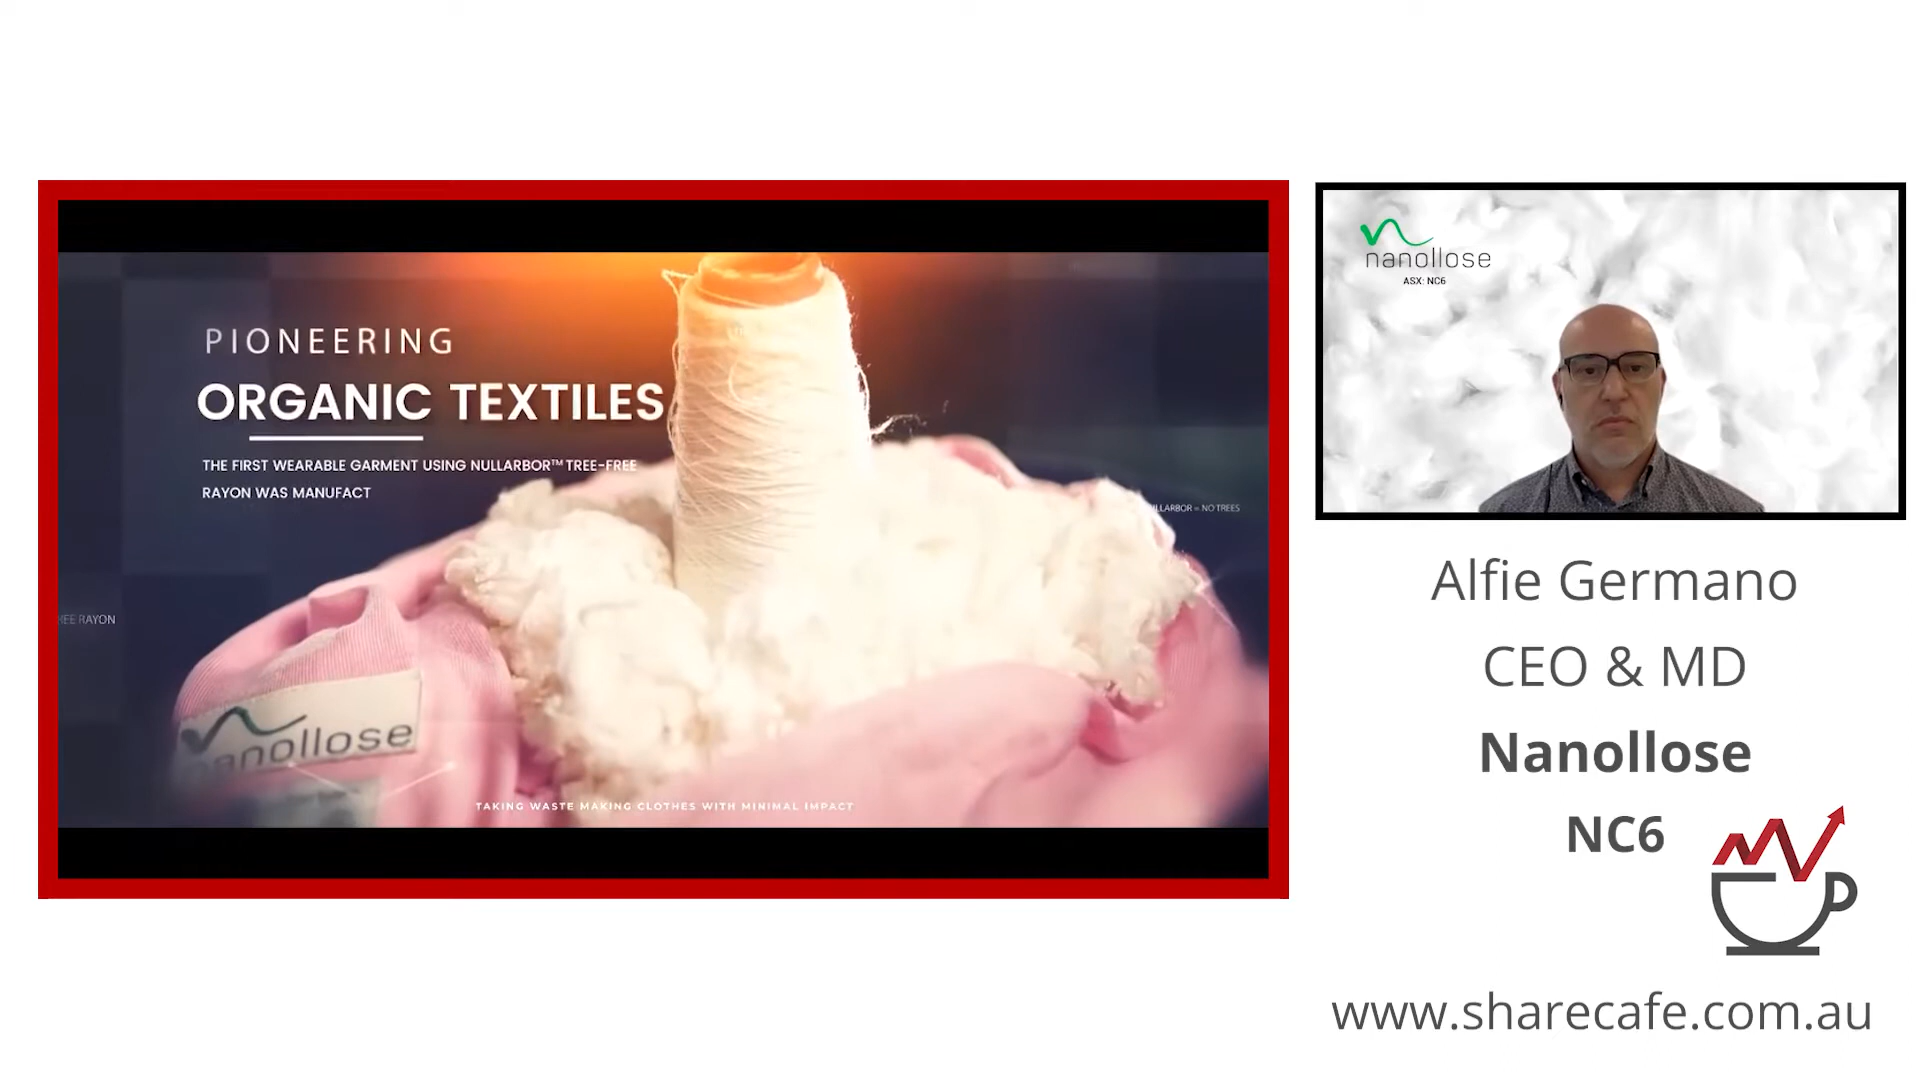 PIONEERING
ORGANIC TEXTILES
THE FIRST WEARABLE GARMENT USING NULLARBOR™ TREE-FREE
RAYON WAS MANUFACT
LLARBOR = NO TREES
RAYON
nanollose
TAKING WASTE MAKING CLOTHES WITH MINIMAL IMPACT
nanollose
ASX: NC6
Alfie Germano
CEO & MD
Nanollose
NC6
www.sharecafe.com.au